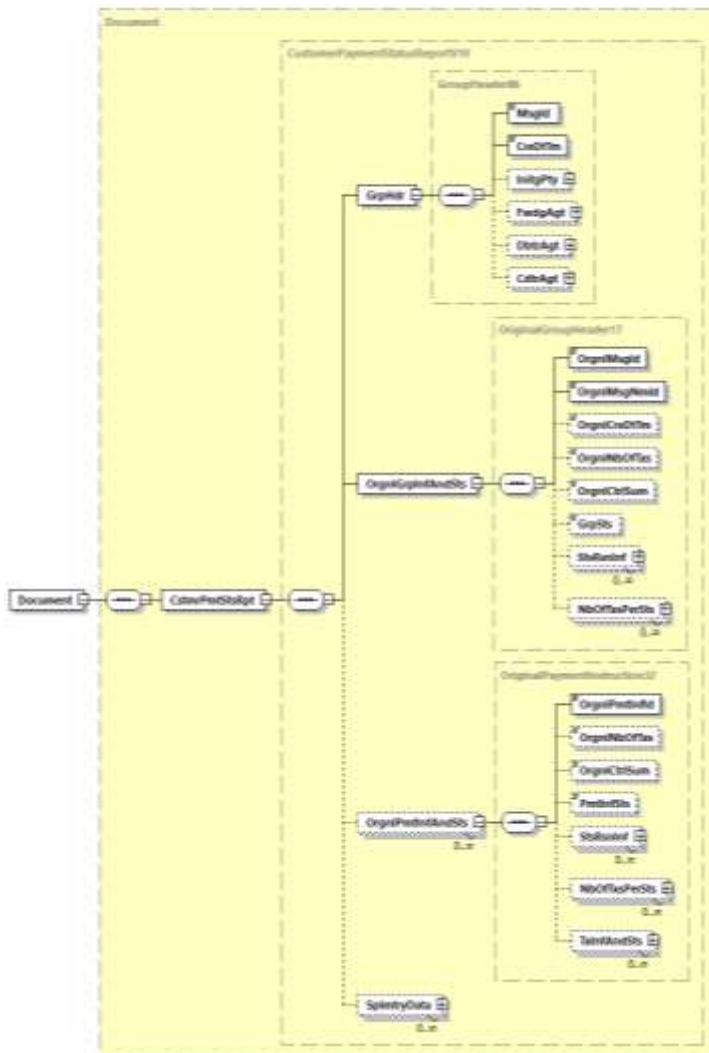 Document
CustomerPaymentStatusReportV10
GroupHeader86
MsgId
CreDtTm
InitgPty
FwdgAgt
DbtrAgt
CdtrAgt
GrpHdr
OriginalGroupHeader17
OrgnlMsgId
OrgnlMsgNmId
OrgnlCreDtTm
OrgnlNbOfTxs
OrgnlCtrlSum
GrpSts
StsRsnInf
0..∞
NbOfTxsPerSts
0..∞
OrgnlGrpInfAndSts
Document
CstmrPmtStsRpt
OriginalPaymentInstruction32
OrgnlPmtInfId
OrgnlNbOfTxs
OrgnlCtrlSum
PmtInfSts
StsRsnInf
0..∞
NbOfTxsPerSts
0..∞
TxInfAndSts
0..∞
OrgnlPmtInfAndSts
0..∞
SplmtryData
0..∞